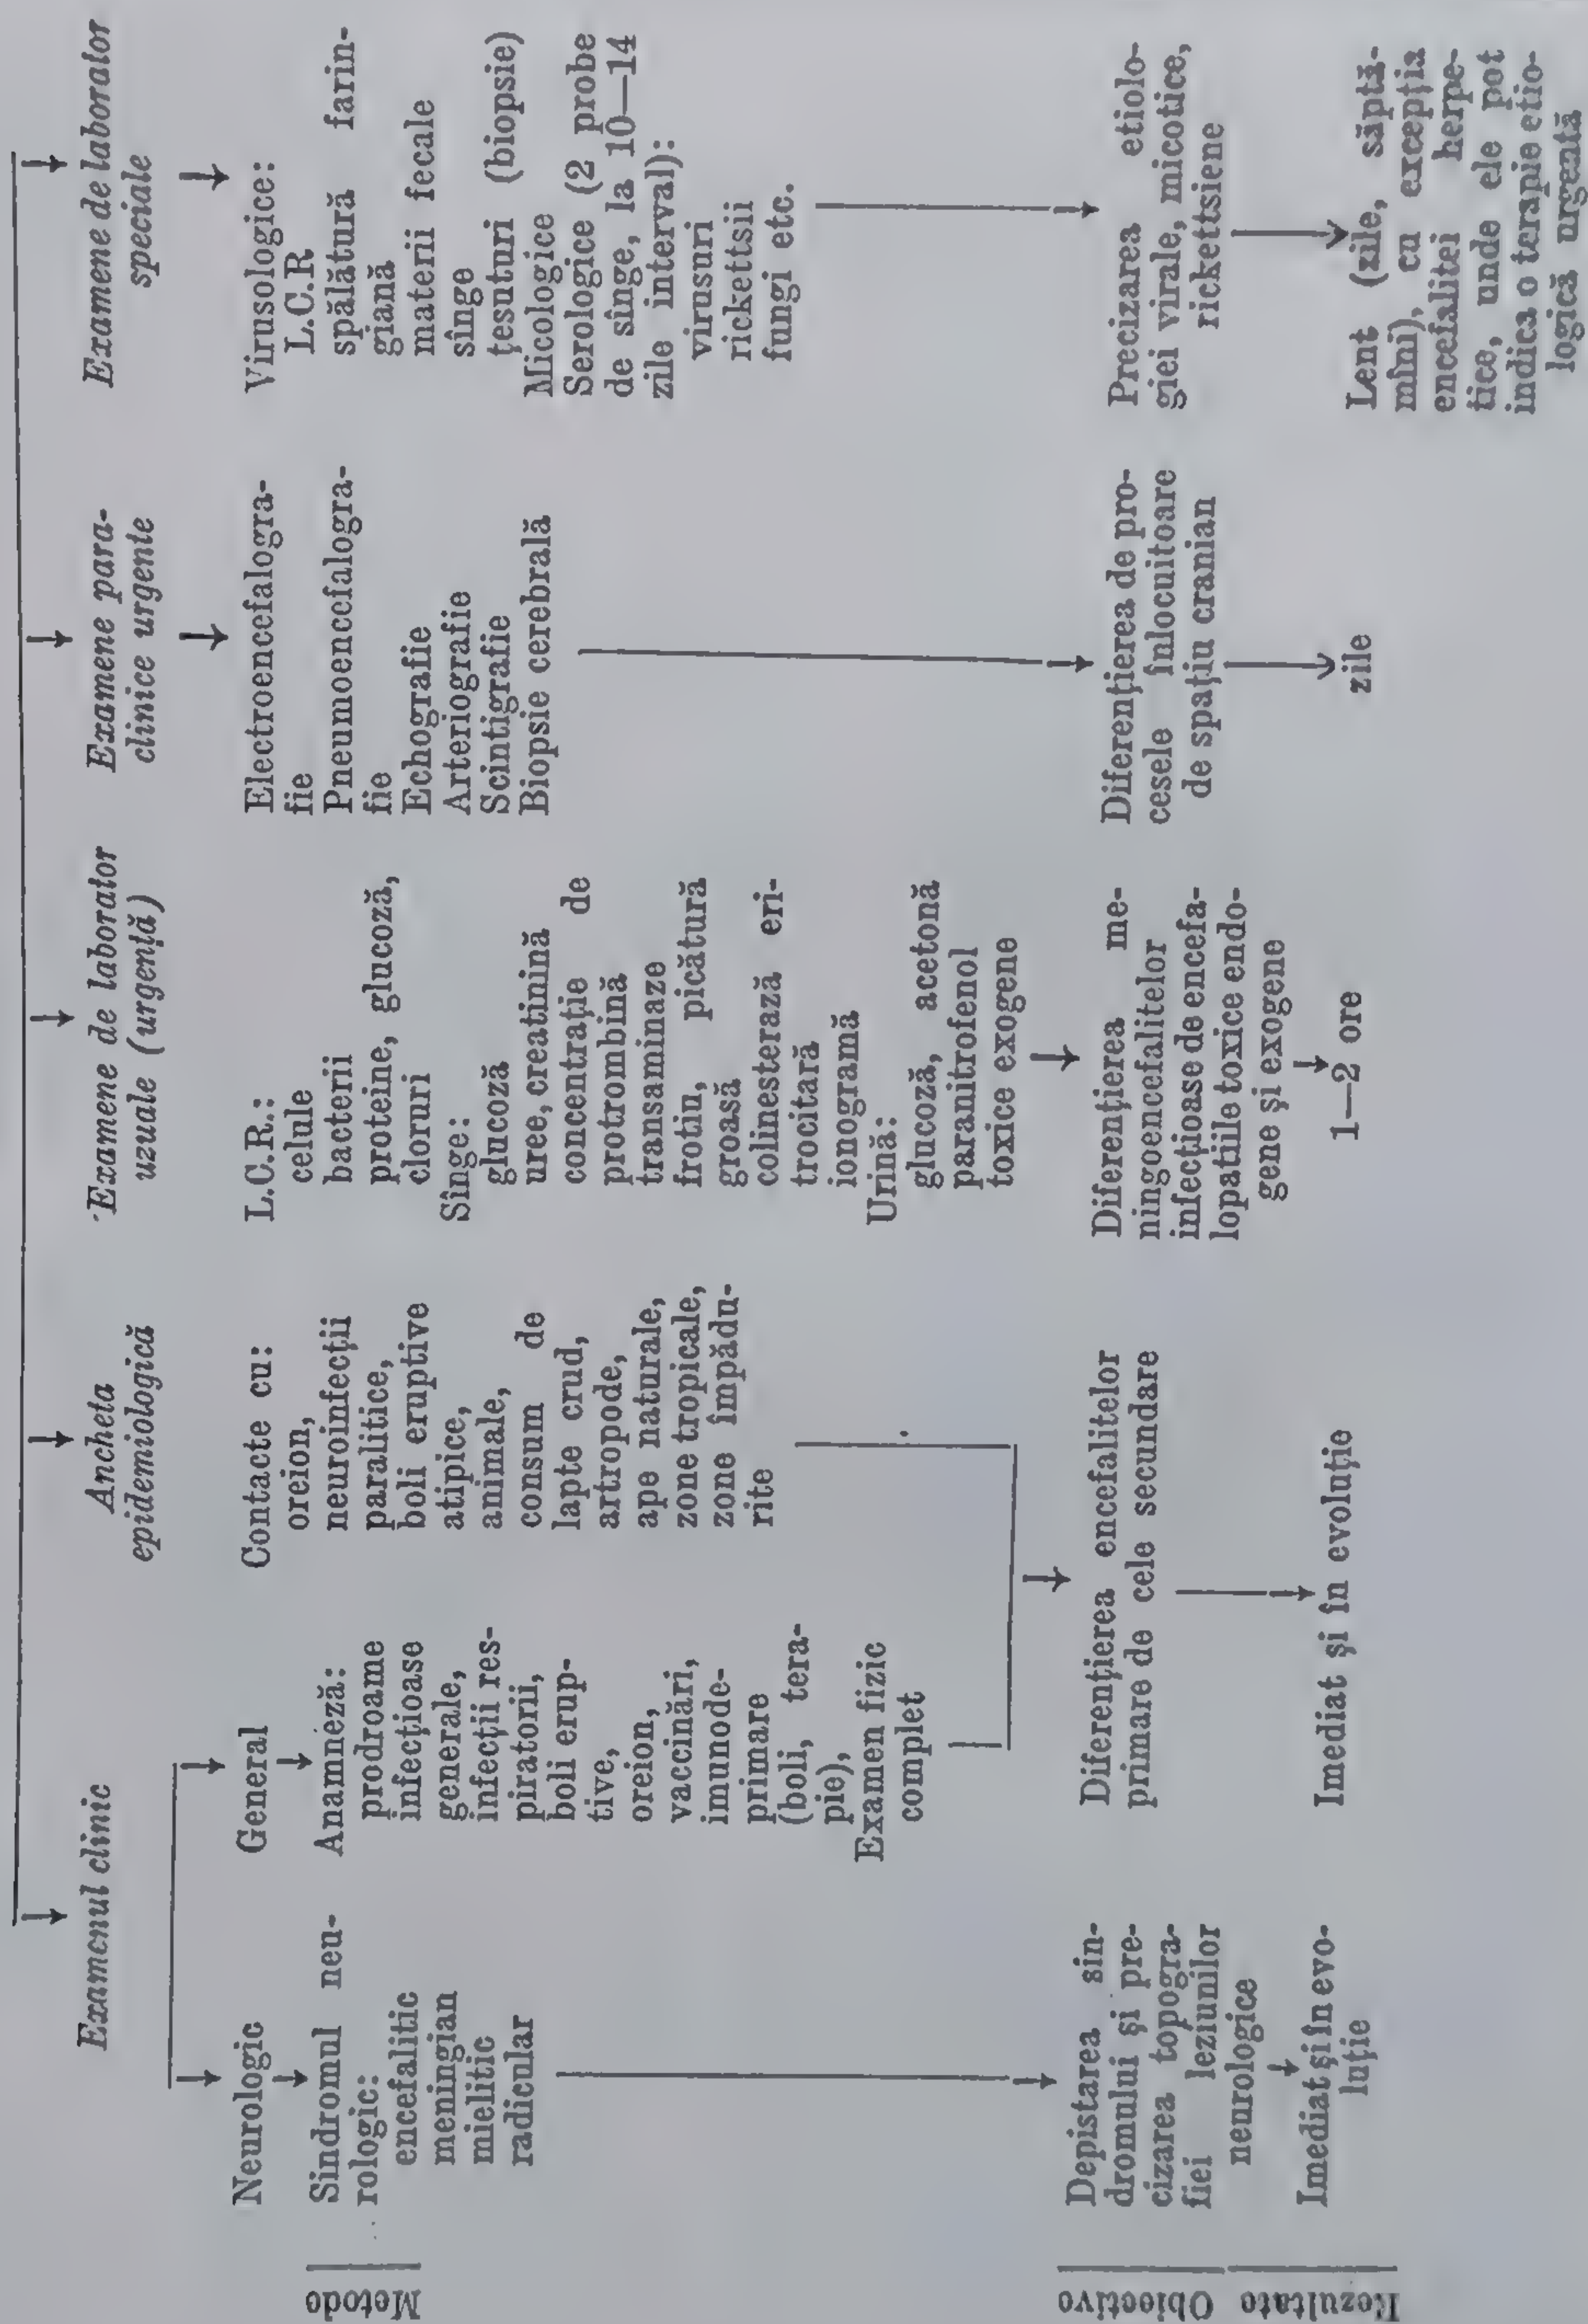 Examenul clinic
Neurologic
Sindromul neu-
rologic:
encefalitic
meningian
mielitic
radicular
Depistarea sin-
dromului şi pre-
cizarea topogra-
fiei leziunilor
neurologice
Imediat şi în evo-
luţie
General
Anamneză:
prodroame
infecţioase
generale,
infecţii res-
piratorii,
boli erup-
tive,
oreion,
vaccinări,
imunode-
primare
(boli, tera-
pie),
Examen fizic
complet
Ancheta
epidemiologică
Contacte cu:
oreion,
neuroinfecţii
paralitice,
boli eruptive
atipice,
animale,
consum de
lapte crud,
artropode,
ape naturale,
zone tropicale,
zone împădu-
rite
Diferenţierea encefalitelor
primare de cele secundare
Imediat şi în evoluţie
Examene de laborator
uzuale (urgenţă)
L.C.R.:
celule
bacterii
proteine, glucoză,
cloruri
Sînge:
glucoză
uree, creatinină
concentraţie de
protrombină
transaminaze
frotiu, picătură
groasă
colinesterază eri-
trocitară
ionogramă
Urină:
glucoză, acetonă
paranitrofenol
toxice exogene
Diferenţierea me-
ningoencefalitelor
infecţioase de encefa-
lopatiile toxice endo-
gene şi exogene
1—2 ore
Examene para-
clinice urgente
Electroencefalogra-
fie
Pneumoencefalogra-
fie
Echografie
Arteriografie
Scintigrafie
Biopsie cerebrală
Diferenţierea de pro-
cesele înlocuitoare
de spaţiu cranian
zile
Examene de laborator
speciale
Virusologice:
L.C.R
spălătură farin-
giană
materii fecale
sînge
ţesuturi (biopsie)
Micologice
Serologice (2 probe
de sînge, la 10—14
zile interval):
virusuri
rickettsii
fungi etc.
Precizarea etiolo-
giei virale, micotice,
rickettsiene
Lent (zile, săptă-
mîni), cu excepţia
encefalitei herpe-
tice, unde ele pot
indica o terapie etio-
logică urgentă
Metode
Obiective
Rezultate